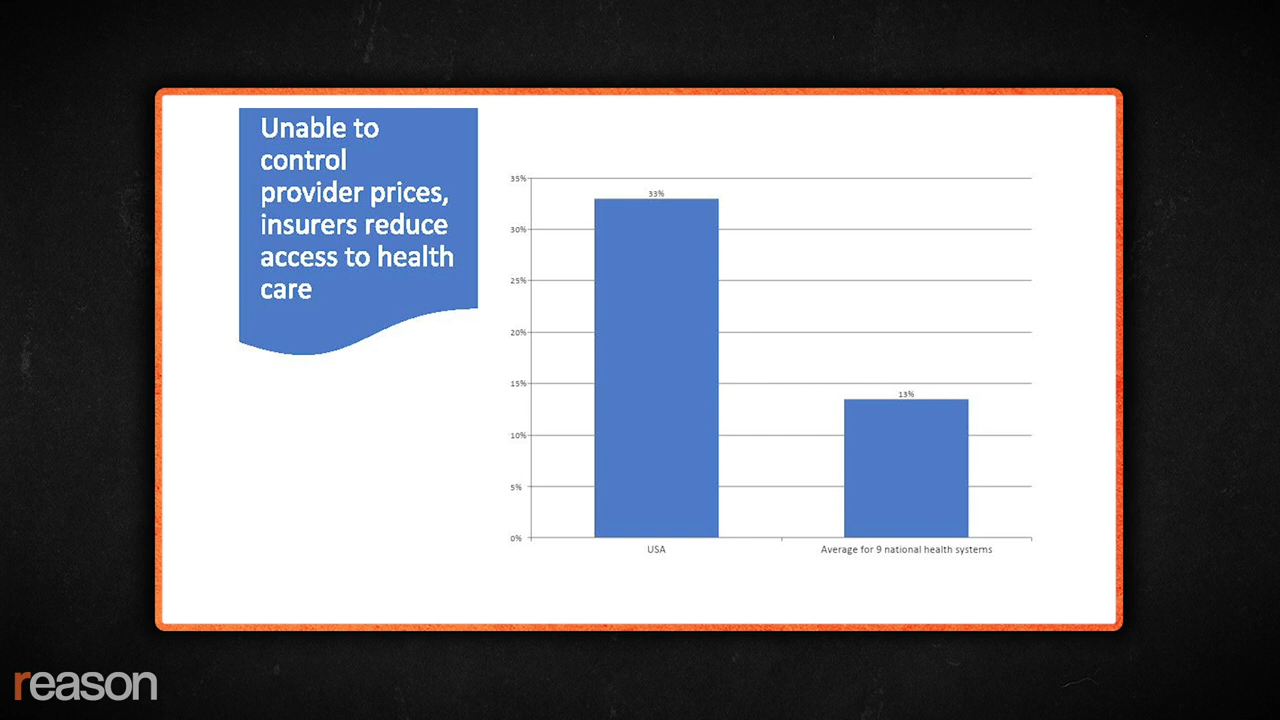 Unable to
control
provider prices,
insurers reduce
access to health
care
35%
33%
30%
25%
20%
15%
13%
10%
5%
0%
USA
Average for 9 national health systems
reason